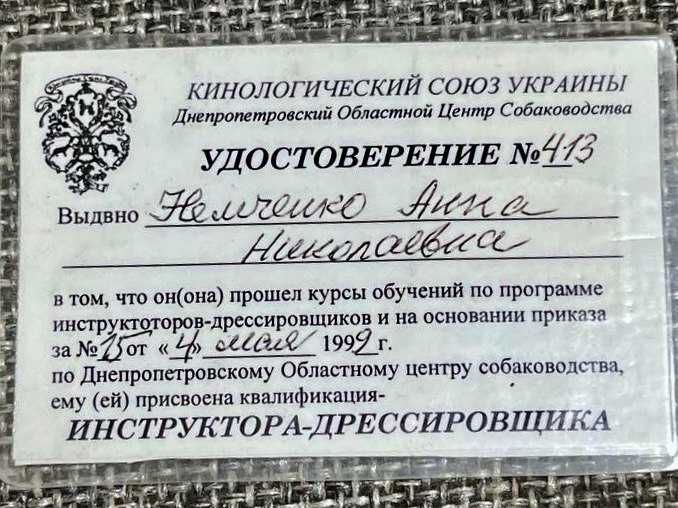 КИНОЛОГИЧЕСКИЙ СОЮЗ УКРАИНЫ
Днепропетровский Областной Центр Собаководства
УДОСТОВЕРЕНИЕ №413
Выдвно Немченко Анна
Николаевна
в том, что он(она) прошел курсы обучений по программе
инструктоторов-дрессировщиков и на основании приказа
за №15 от «4» мая 1999 г.
по Днепропетровскому Областному центру собаководства,
ему (ей) присвоена квалификация-
ИНСТРУКТОРА-ДРЕССИРОВЩИКА